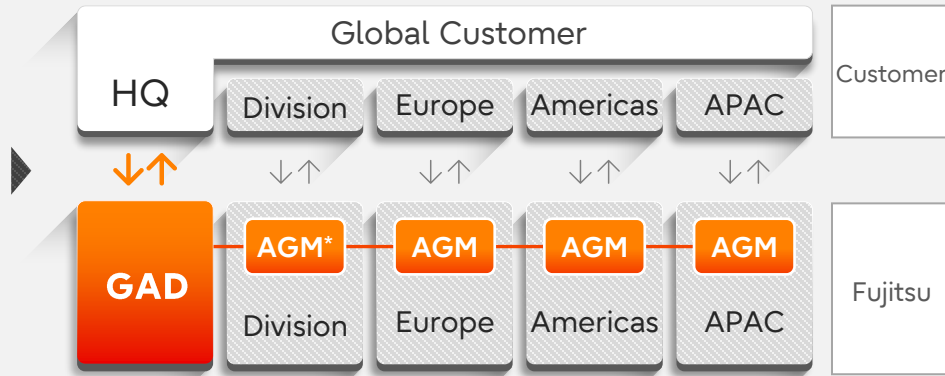 Global Customer
HQ
Division
Europe
Americas
APAC
Customer
GAD
AGM*
AGM
AGM
AGM
Division
Europe
Americas
APAC
Fujitsu